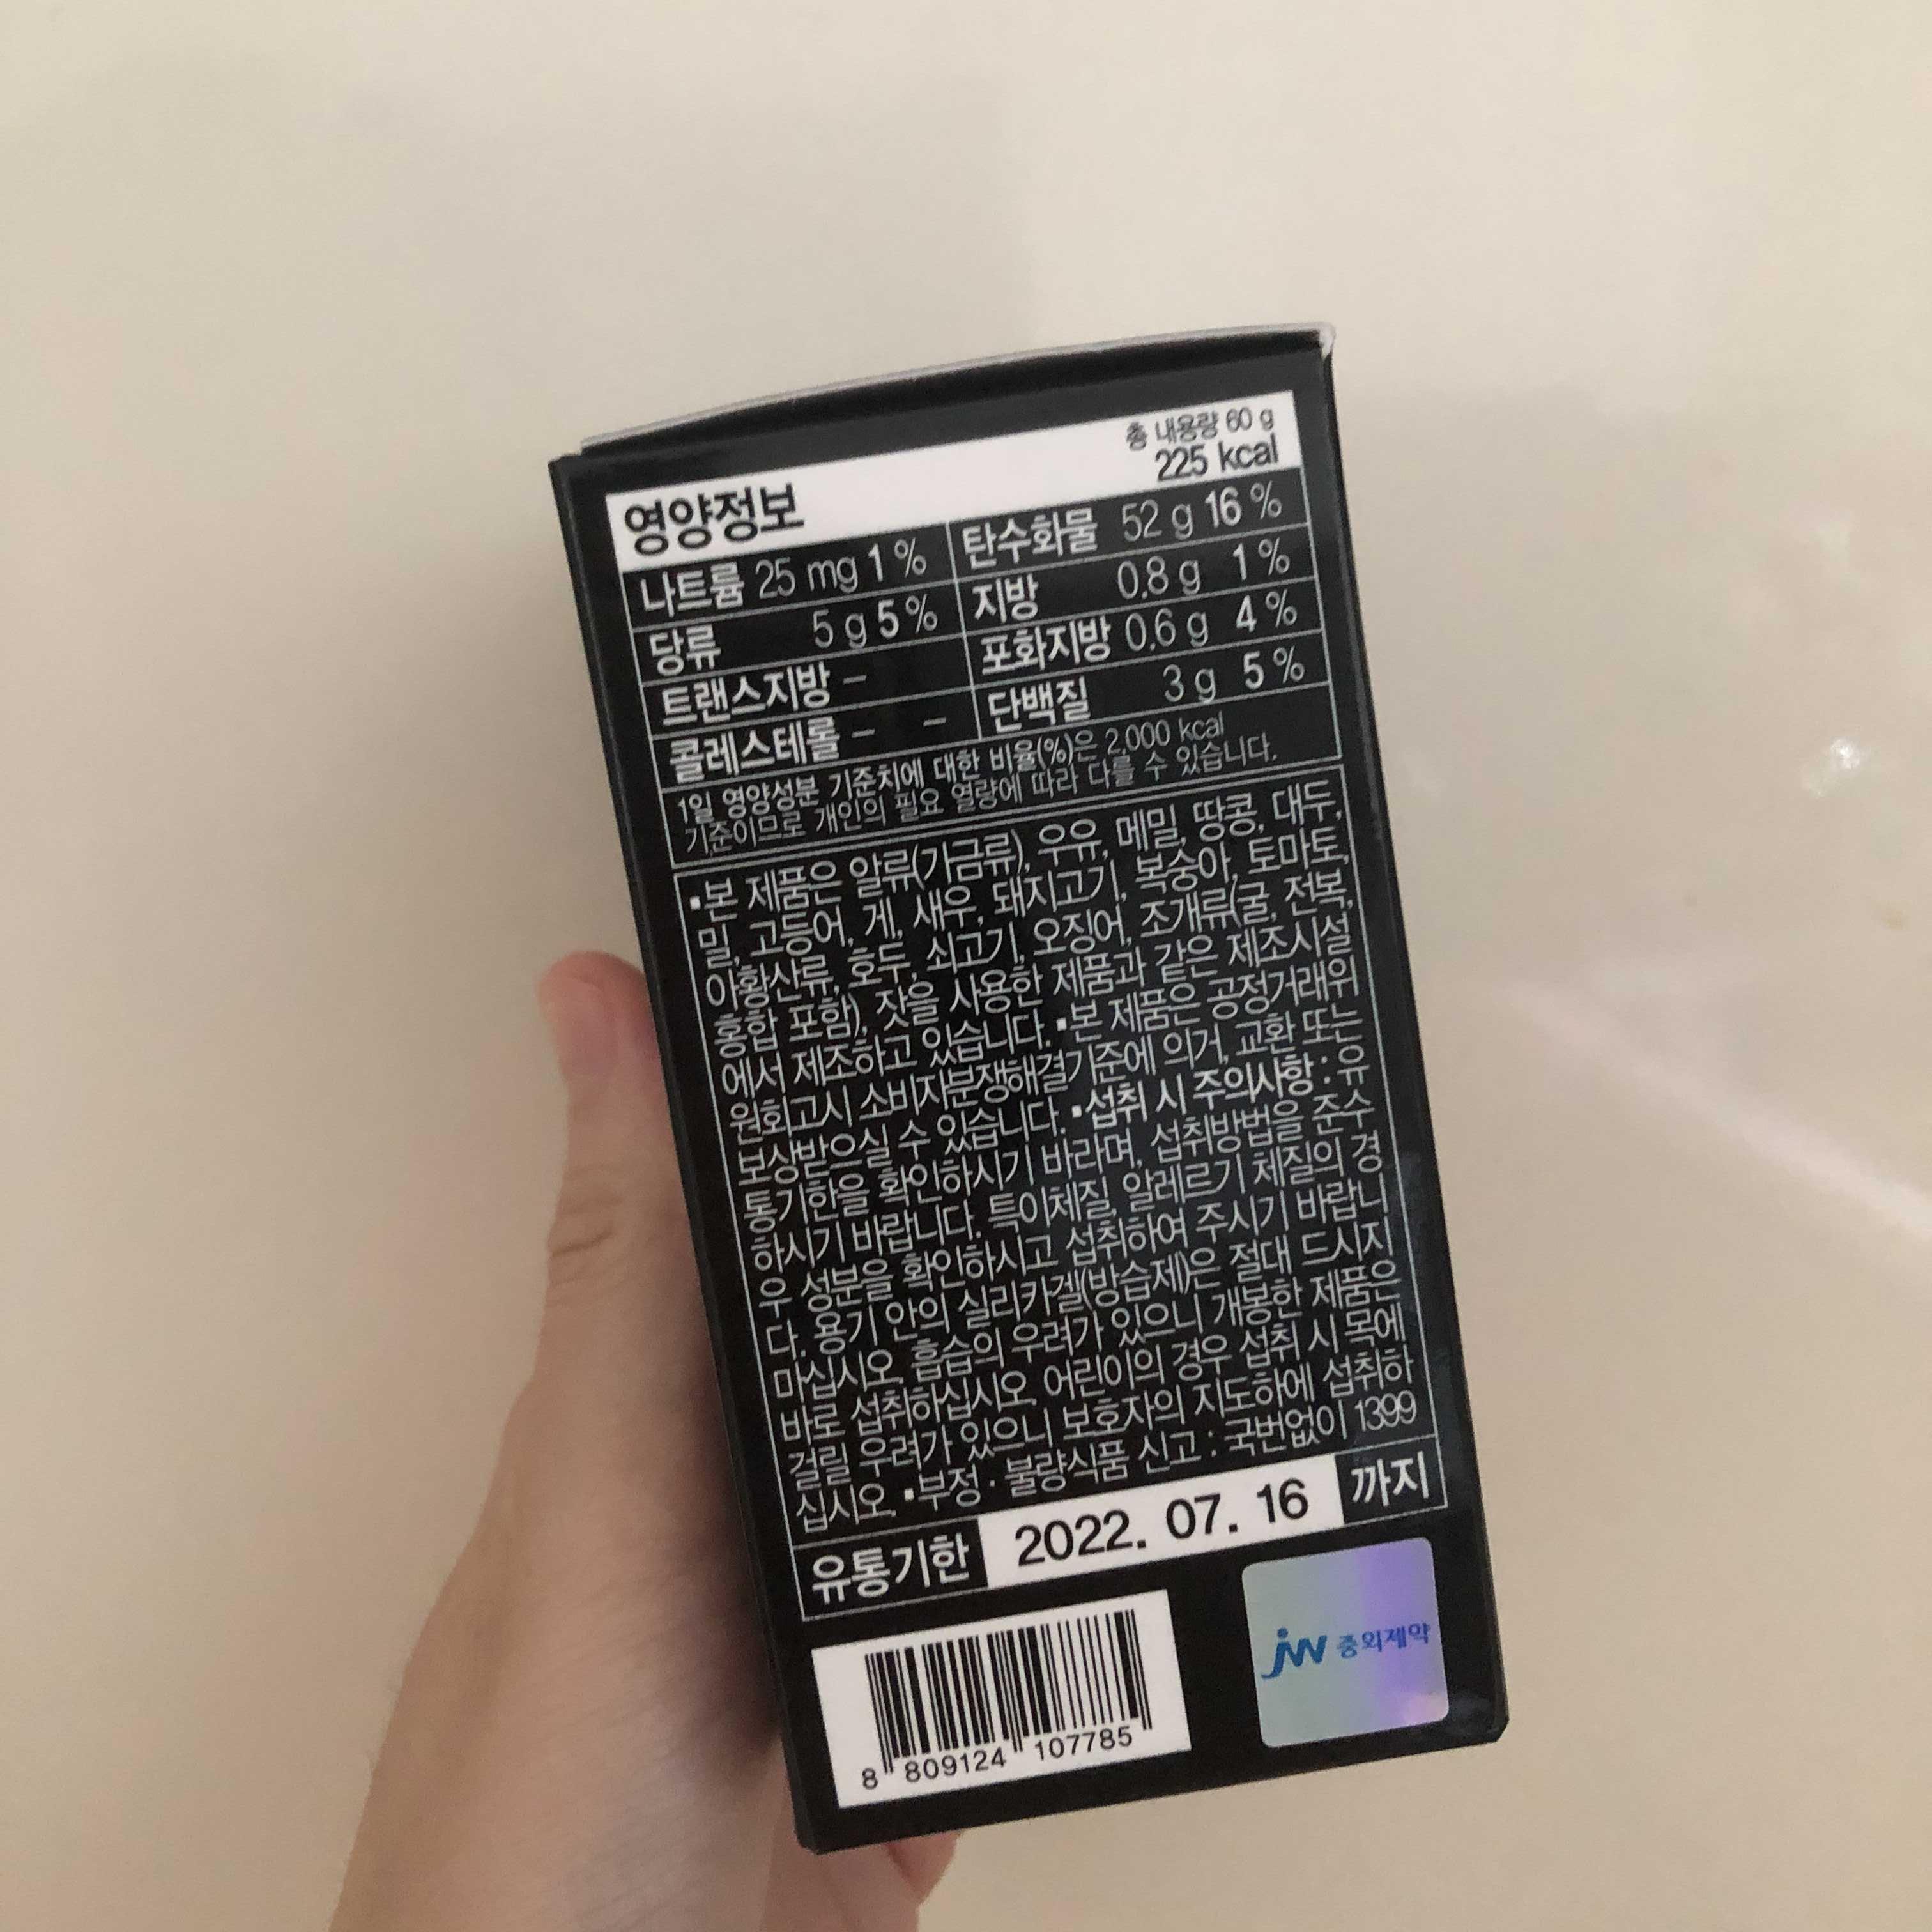 영양정보
총 내용량 60 g
225 kcal
나트륨 25 mg 1 %
탄수화물 52 g 16 %
당류 5 g 5 %
지방 0.8 g 1 %
트랜스지방 -
포화지방 0.6 g 4 %
콜레스테롤 - -
단백질 3 g 5 %
1일 영양성분 기준치에 대한 비율(%)은 2,000 kcal
기준이므로 개인의 필요 열량에 따라 다를 수 있습니다.
▪본 제품은 알류(가금류), 우유, 메밀, 땅콩, 대두,
밀, 고등어, 게, 새우, 돼지고기, 복숭아, 토마토,
아황산류, 호두, 쇠고기, 오징어, 조개류(굴, 전복,
홍합 포함), 잣을 사용한 제품과 같은 제조시설
에서 제조하고 있습니다. ▪본 제품은 공정거래위
원회고시 소비자분쟁해결기준에 의거, 교환 또는
보상받으실 수 있습니다. ▪섭취 시 주의사항 : 유
통기한을 확인하시기 바라며, 섭취방법을 준수
하시기 바랍니다. 특이체질, 알레르기 체질의 경
우 성분을 확인하시고 섭취하여 주시기 바랍니
다. 용기 안의 실리카겔(방습제)은 절대 드시지
마십시오. 흡습의 우려가 있으니 개봉한 제품은
바로 섭취하십시오. 어린이의 경우 섭취 시 목에
걸릴 우려가 있으니 보호자의 지도하에 섭취하
십시오. ▪부정 · 불량식품 신고 : 국번없이 1399
유통기한 2022. 07. 16 까지
jw 중외제약
8 809124 107785